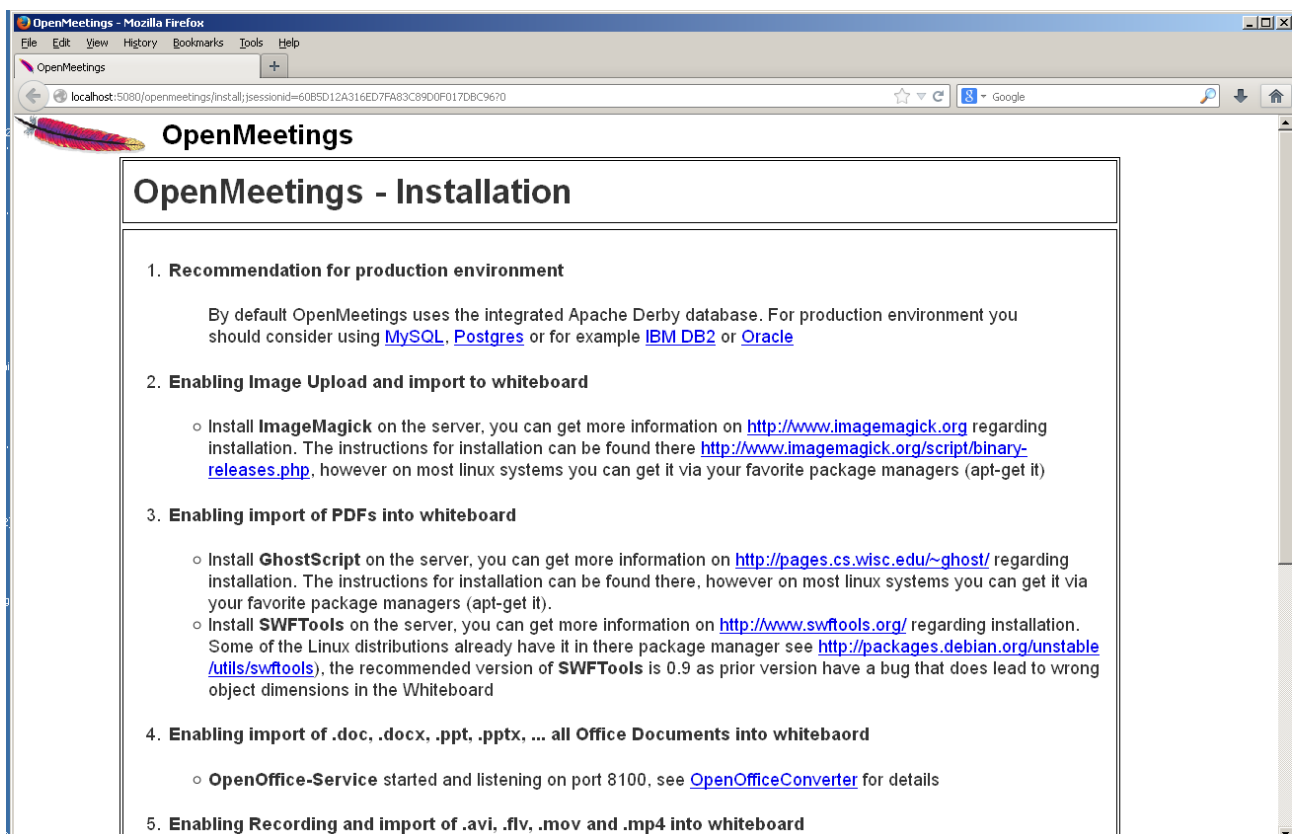 OpenMeetings - Mozilla Firefox
File Edit View History Bookmarks Tools Help
OpenMeetings
localhost:5080/openmeetings/install;jsessionid=60B5D12A316ED7FA83C89D0F017DBC96?0
Google
OpenMeetings
OpenMeetings - Installation
1. Recommendation for production environment
By default OpenMeetings uses the integrated Apache Derby database. For production environment you
should consider using MySQL, Postgres or for example IBM DB2 or Oracle
2. Enabling Image Upload and import to whiteboard
Install ImageMagick on the server, you can get more information on http://www.imagemagick.org regarding
installation. The instructions for installation can be found there http://www.imagemagick.org/script/binary-
releases.php, however on most linux systems you can get it via your favorite package managers (apt-get it)
3. Enabling import of PDFs into whiteboard
Install GhostScript on the server, you can get more information on http://pages.cs.wisc.edu/~ghost/ regarding
installation. The instructions for installation can be found there, however on most linux systems you can get it via
your favorite package managers (apt-get it).
Install SWFTools on the server, you can get more information on http://www.swftools.org/ regarding installation.
Some of the Linux distributions already have it in there package manager see http://packages.debian.org/unstable
/utils/swftools), the recommended version of SWFTools is 0.9 as prior version have a bug that does lead to wrong
object dimensions in the Whiteboard
4. Enabling import of .doc, .docx, .ppt, .pptx, ... all Office Documents into whitebaord
OpenOffice-Service started and listening on port 8100, see OpenOfficeConverter for details
5. Enabling Recording and import of .avi, .flv, .mov and .mp4 into whiteboard